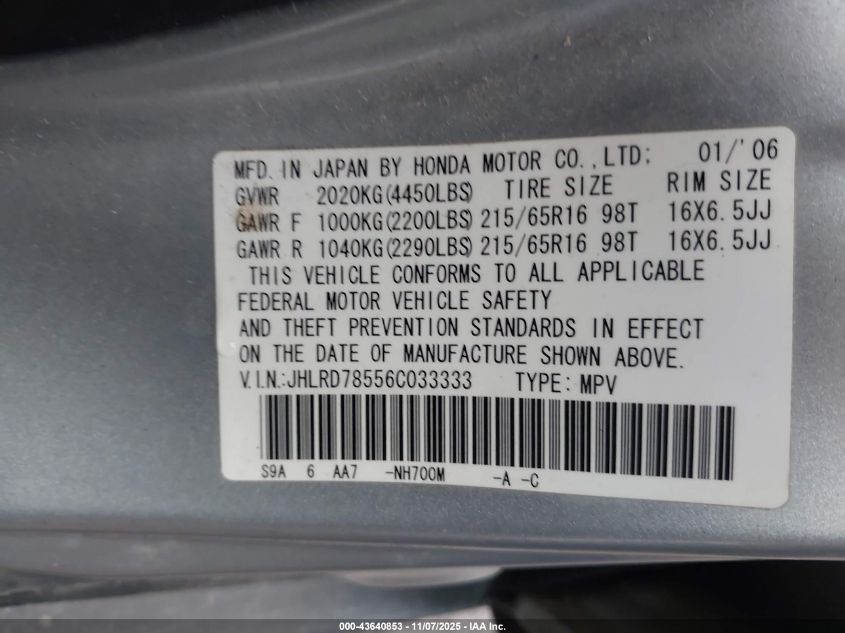 MFD. IN JAPAN BY HONDA MOTOR CO.,LTD: 01/'06
GVWR 2020KG(4450LBS) TIRE SIZE RIM SIZE
GAWR F 1000KG(2200LBS) 215/65R16 98T 16X6.5JJ
GAWR R 1040KG(2290LBS) 215/65R16 98T 16X6.5JJ
THIS VEHICLE CONFORMS TO ALL APPLICABLE
FEDERAL MOTOR VEHICLE SAFETY
AND THEFT PREVENTION STANDARDS IN EFFECT
ON THE DATE OF MANUFACTURE SHOWN ABOVE.
V.I.N.:JHLRD78556C033333 TYPE: MPV
S9A 6 AA7 -NH700M -A -C
000-43640853 - 11/07/2025 - IAA Inc.